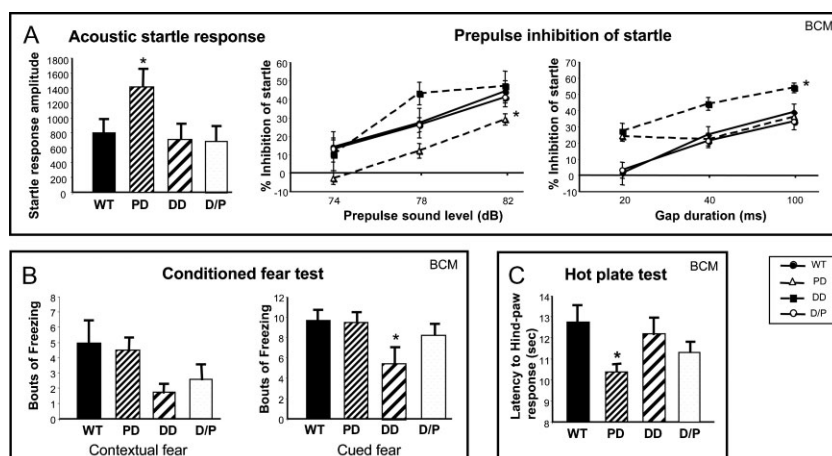 A
Acoustic startle response
Prepulse inhibition of startle
BCM
Startle response amplitude
1800
1600
1400
1200
1000
800
600
400
200
0
*
WT PD DD D/P
% Inhibition of startle
60
50
40
30
20
10
0
-10
*
74 78 82
Prepulse sound level (dB)
% Inhibition of startle
70
60
50
40
30
20
10
0
-10
*
20 40 100
Gap duration (ms)
B
Conditioned fear test
BCM
Bouts of Freezing
8
7
6
5
4
3
2
1
0
WT PD DD D/P
Contextual fear
Bouts of Freezing
12
10
8
6
4
2
0
*
WT PD DD D/P
Cued fear
C
Hot plate test
BCM
Latency to Hind-paw
response (sec)
14
13
12
11
10
9
8
*
WT PD DD D/P
WT
PD
DD
D/P